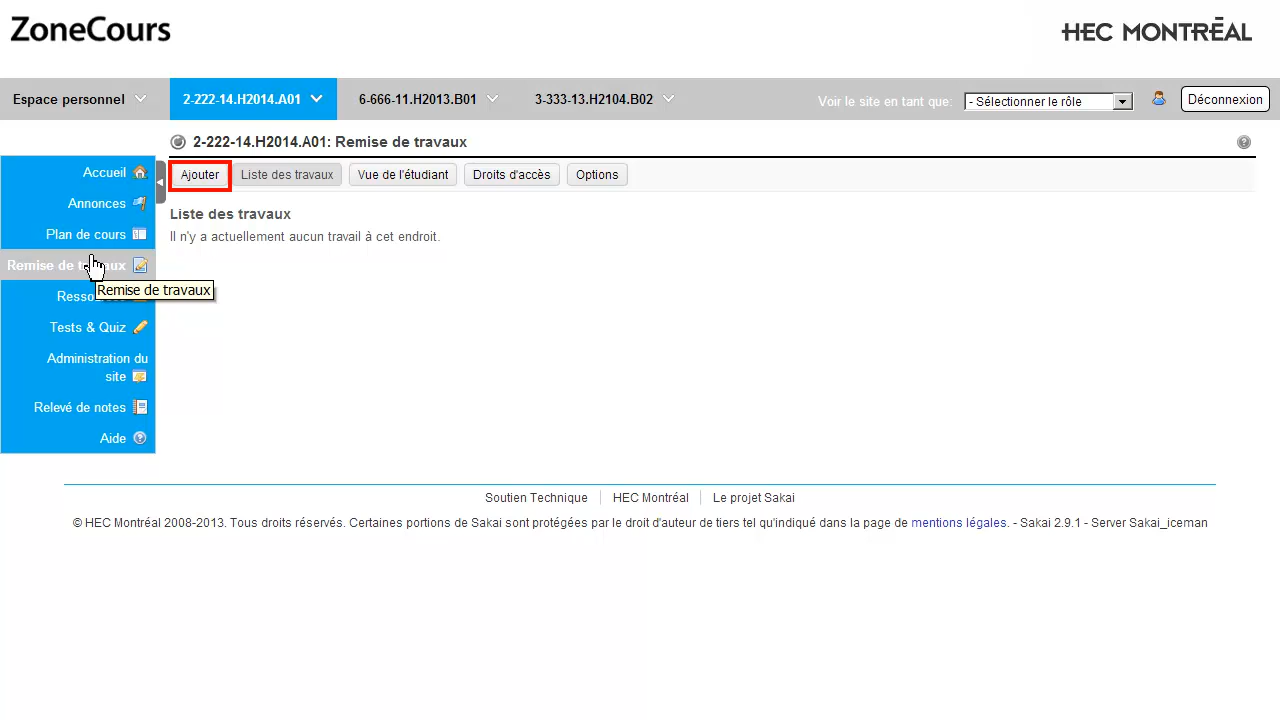 ZoneCours
HEC MONTRÉAL
Espace personnel
2-222-14.H2014.A01
6-666-11.H2013.B01
3-333-13.H2104.B02
Voir le site en tant que:
- Sélectionner le rôle
Déconnexion
2-222-14.H2014.A01: Remise de travaux
Accueil
Annonces
Plan de cours
Remise de travaux
Remise de travaux
Tests & Quiz
Administration du
site
Relevé de notes
Aide
Ajouter
Liste des travaux
Vue de l'étudiant
Droits d'accès
Options
Liste des travaux
Il n'y a actuellement aucun travail à cet endroit.
Soutien Technique
HEC Montréal
Le projet Sakai
© HEC Montréal 2008-2013. Tous droits réservés. Certaines portions de Sakai sont protégées par le droit d'auteur de tiers tel qu'indiqué dans la page de mentions légales. - Sakai 2.9.1 - Server Sakai_iceman